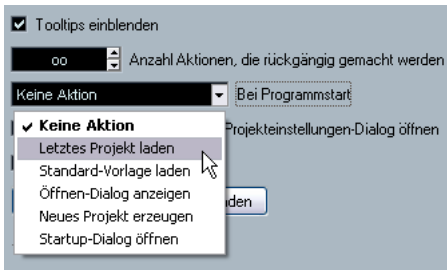 Tooltips einblenden
oo Anzahl Aktionen, die rückgängig gemacht werden
Keine Aktion Bei Programmstart
Keine Aktion
Projekteinstellungen-Dialog öffnen
Letztes Projekt laden
Standard-Vorlage laden
Öffnen-Dialog anzeigen
Neues Projekt erzeugen
Startup-Dialog öffnen